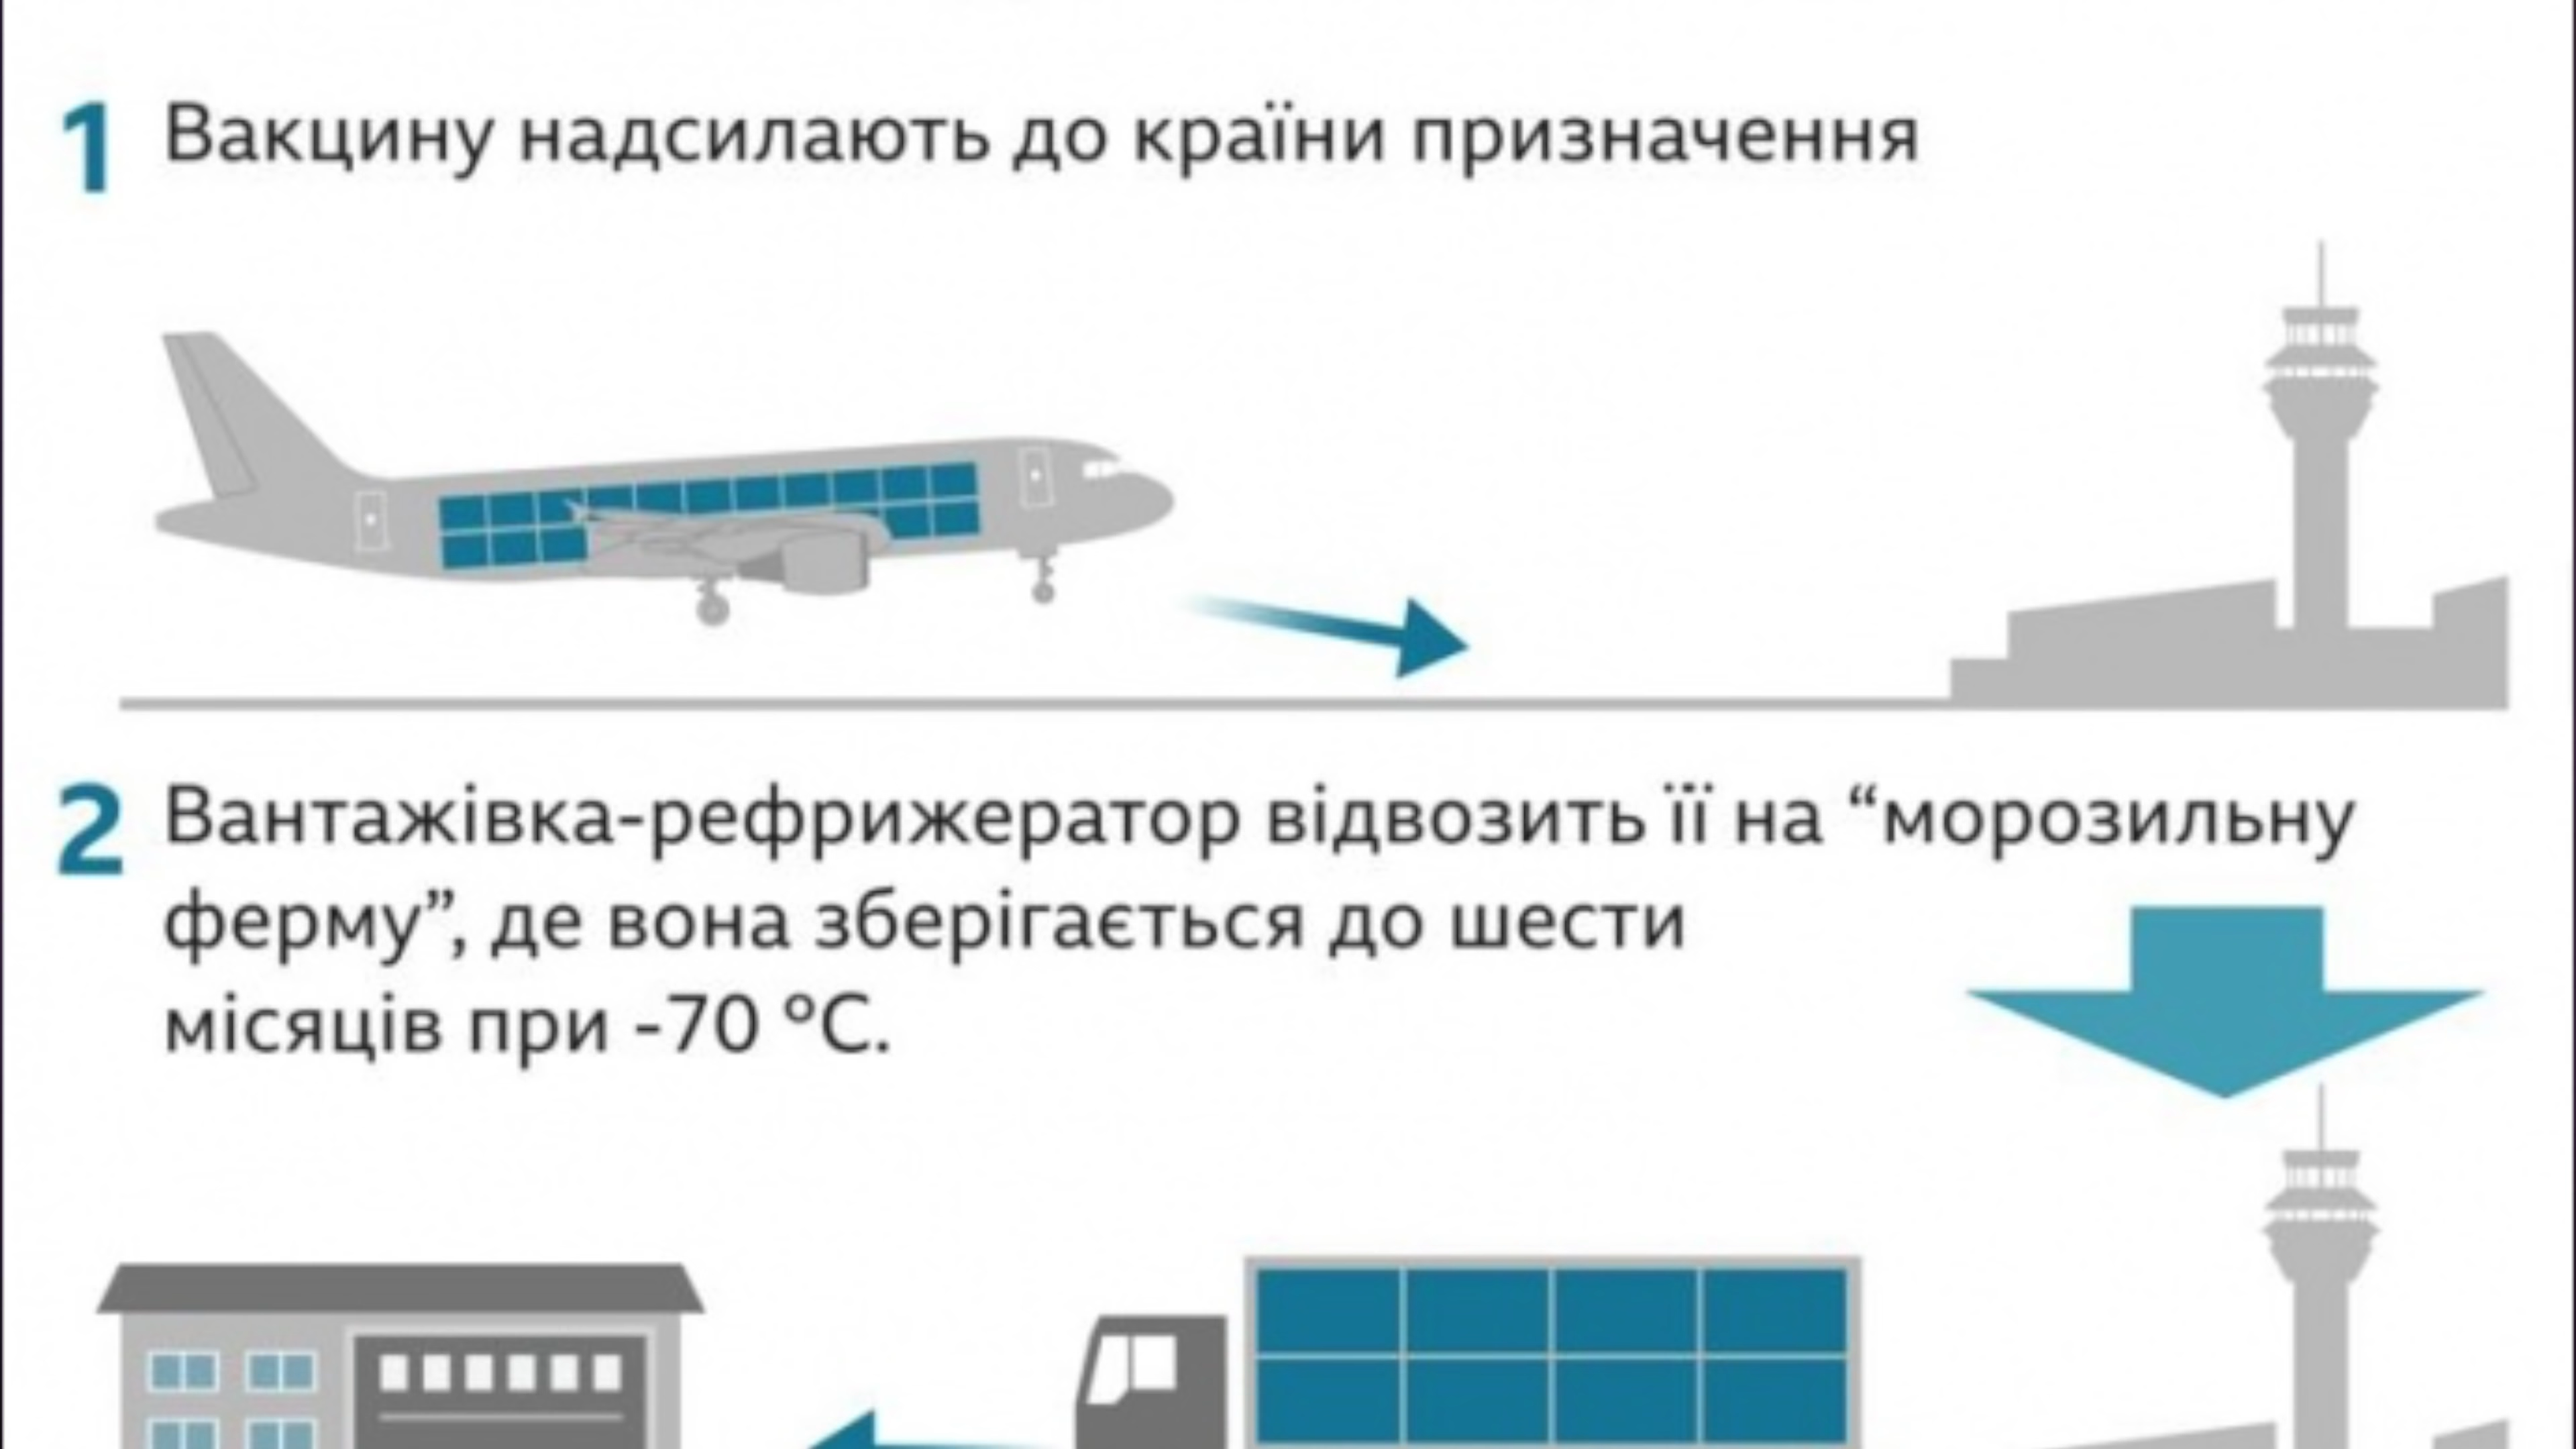 1 Вакцину надсилають до країни призначення
2 Вантажівка-рефрижератор відвозить її на “морозильну
ферму”, де вона зберігається до шести
місяців при -70 °C.